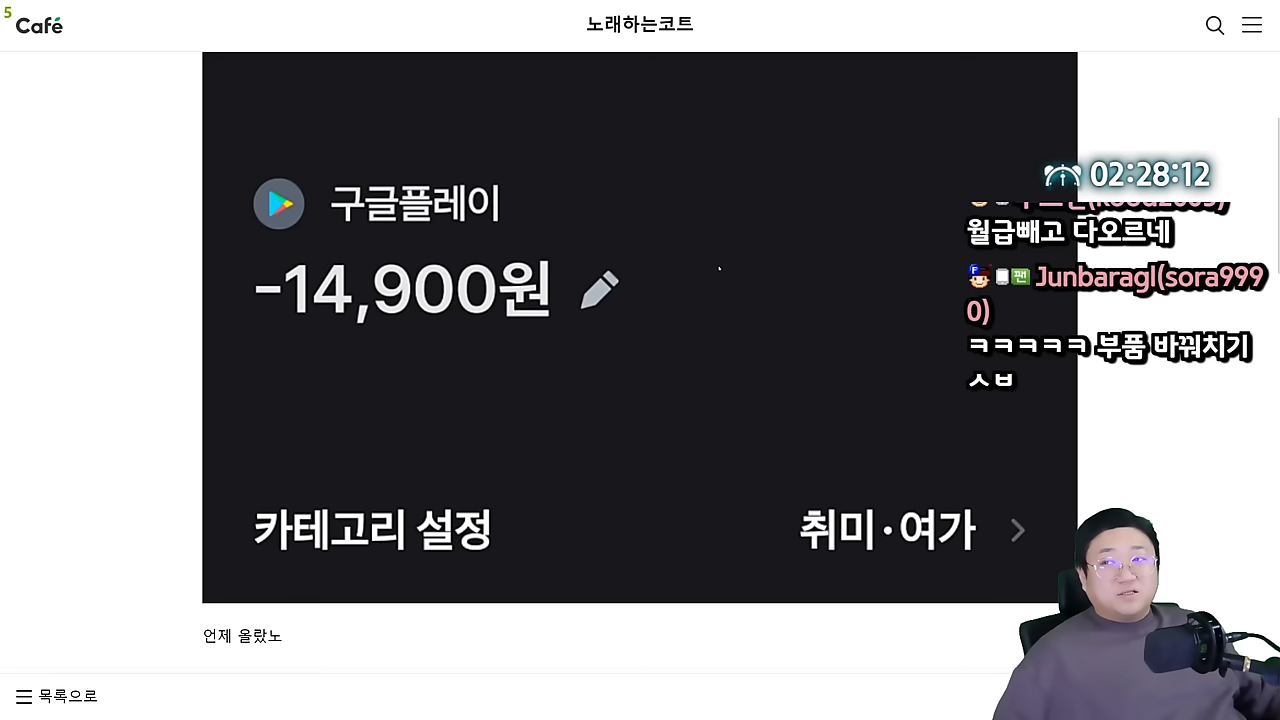 5
Café
노래하는코트
구글플레이
-14,900원
카테고리 설정
취미·여가
언제 올랐노
목록으로
02:28:12
월급빼고 다오르네
F
팬 Junbaragl(sora999
0)
ㅋㅋㅋㅋㅋ 부품 바꿔치기
ㅅㅂ